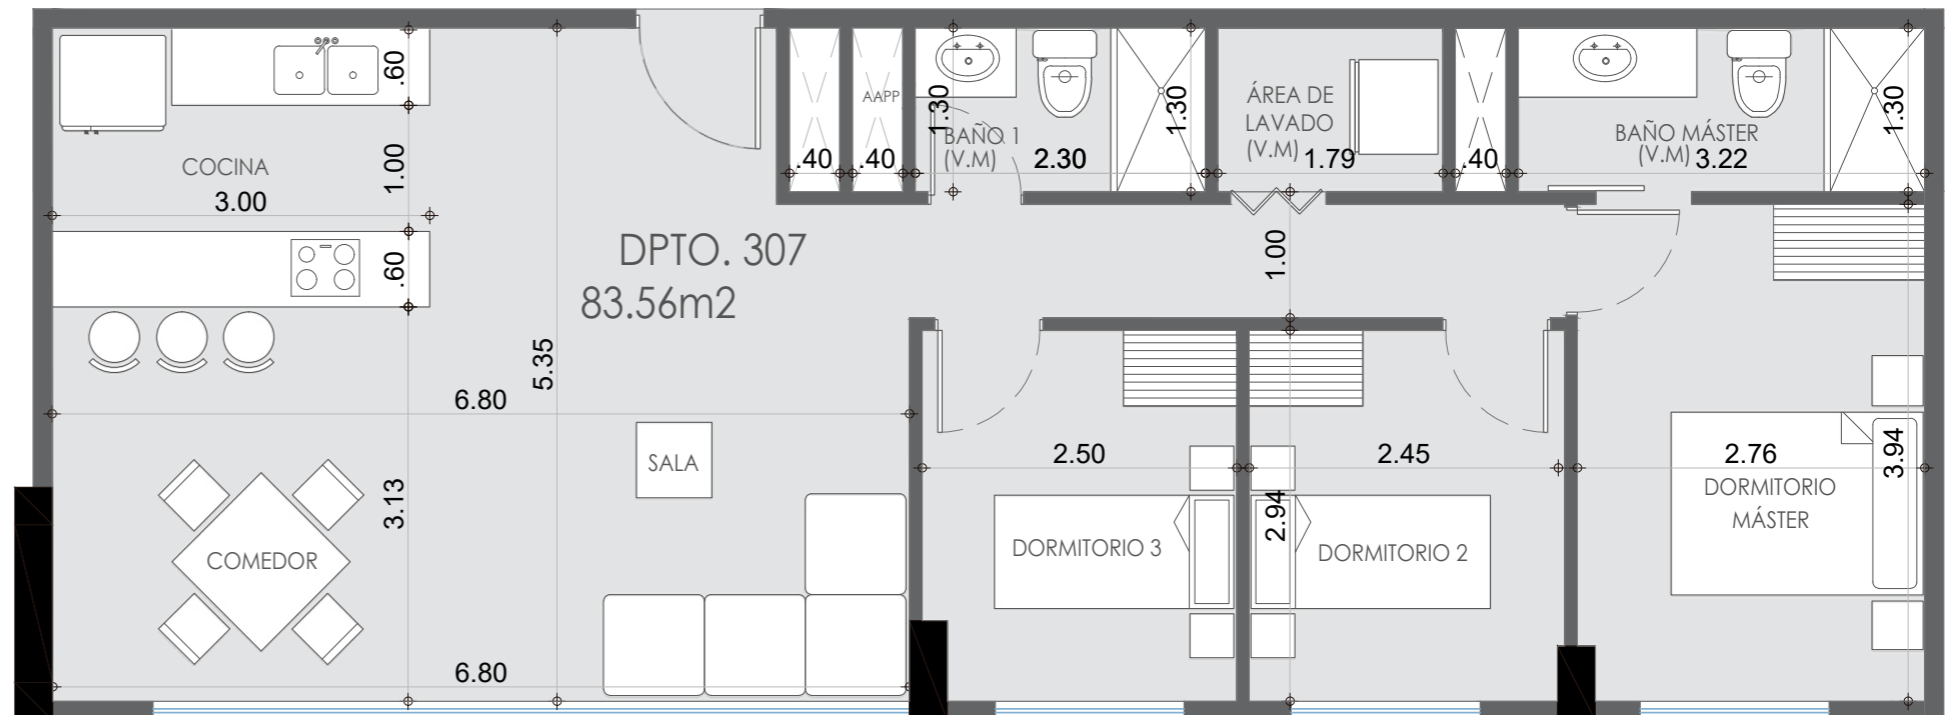 .60
AAPP
1.30
BAÑO 1
(V.M)
2.30
1.30
ÁREA DE
LAVADO
(V.M)
1.79
BAÑO MÁSTER
(V.M)
3.22
1.30
.40
.40
.40
COCINA
3.00
1.00
.60
DPTO. 307
83.56m2
1.00
5.35
6.80
SALA
3.13
COMEDOR
6.80
2.50
DORMITORIO 3
2.45
2.94
DORMITORIO 2
2.76
3.94
DORMITORIO
MÁSTER